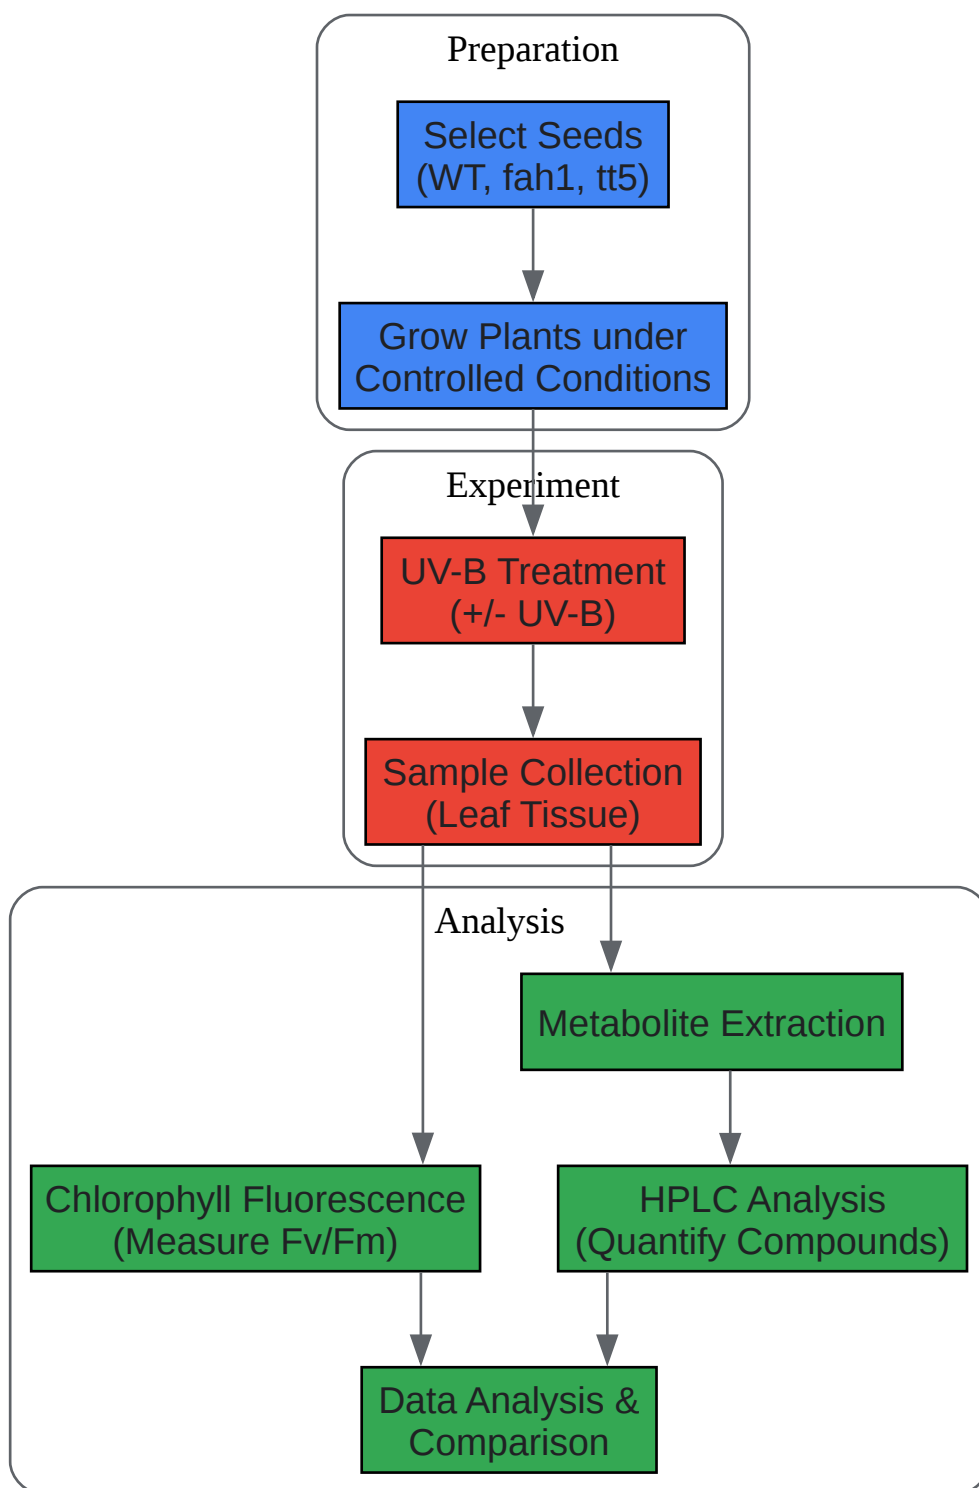 Preparation
Select Seeds
(WT, fah1, tt5)
Grow Plants under
Controlled Conditions
Experiment
UV-B Treatment
(+/- UV-B)
Sample Collection
(Leaf Tissue)
Analysis
Metabolite Extraction
Chlorophyll Fluorescence
(Measure Fv/Fm)
HPLC Analysis
(Quantify Compounds)
Data Analysis &
Comparison